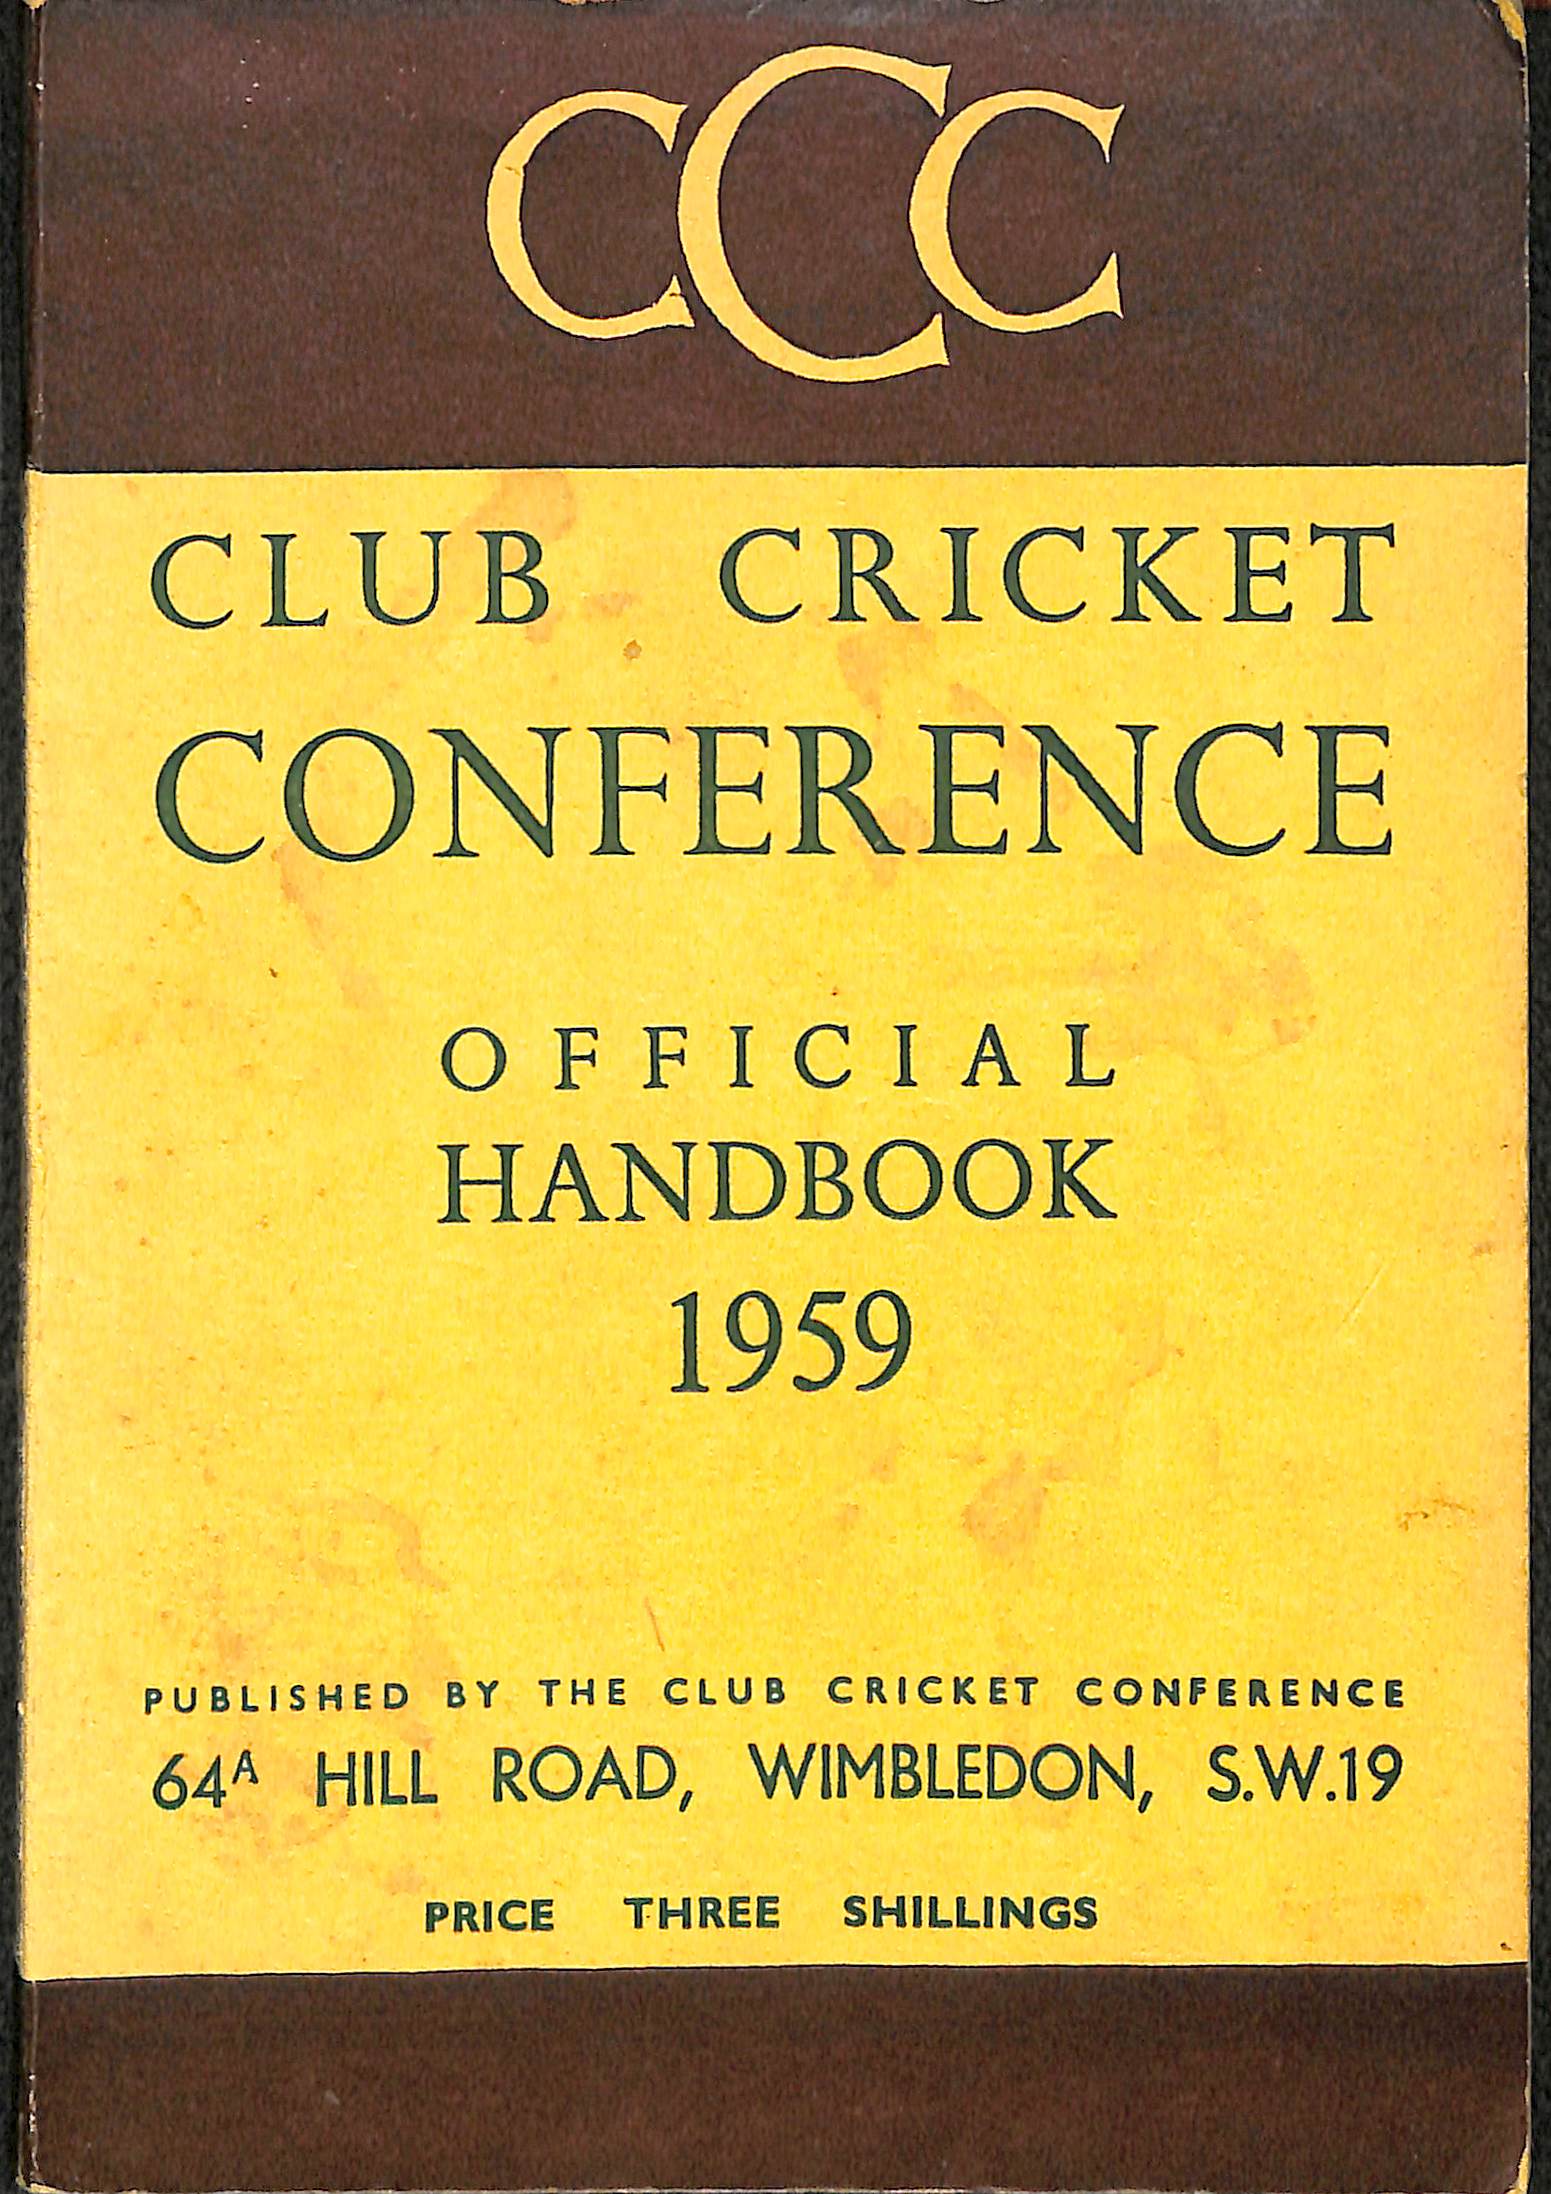 CCC
CLUB CRICKET
CONFERENCE
OFFICIAL
HANDBOOK
1959
PUBLISHED BY THE CLUB CRICKET CONFERENCE
64A HILL ROAD, WIMBLEDON, S.W.19
PRICE THREE SHILLINGS